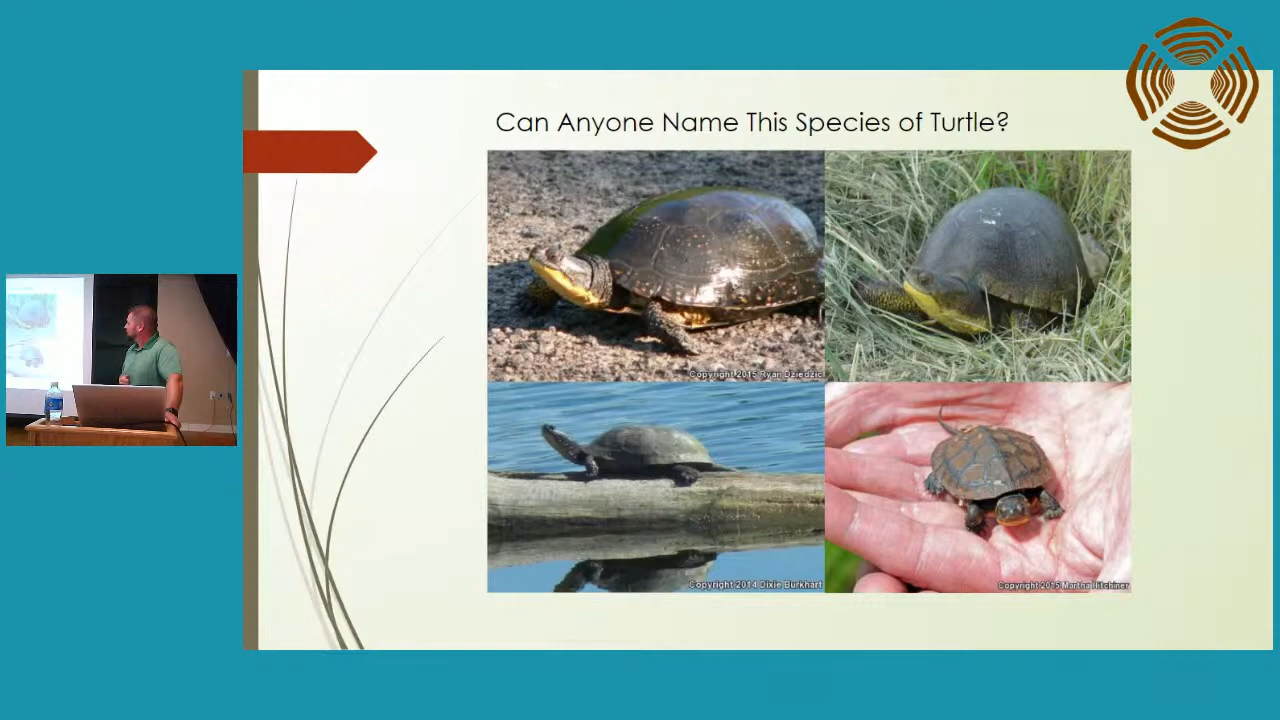 Can Anyone Name This Species of Turtle?
Copyright 2015 Ryan Dziedzic
Copyright 2014 Dixie Burkhart
Copyright 2015 Martha Hitchiner